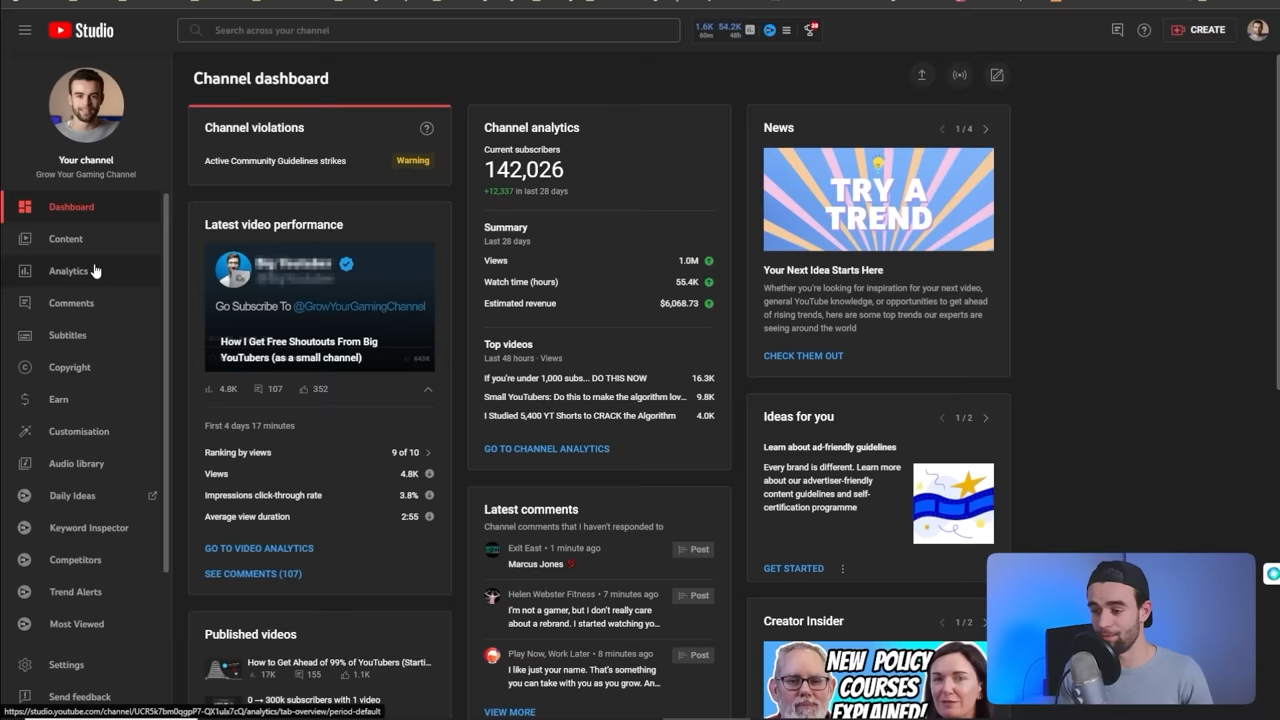 Studio
Search across your channel
1.6K 54.2K
60m 48h
CREATE
Your channel
Grow Your Gaming Channel
Dashboard
Content
Analytics
Comments
Subtitles
Copyright
Earn
Customisation
Audio library
Daily Ideas
Keyword Inspector
Competitors
Trend Alerts
Most Viewed
Settings
Send feedback
https://studio.youtube.com/channel/UCR5k7bm0qgpP7-QX1ulx7cQ/analytics/tab-overview/period-default
Channel dashboard
Channel violations
Active Community Guidelines strikes
Warning
Latest video performance
Go Subscribe To @GrowYourGamingChannel
How I Get Free Shoutouts From Big
YouTubers (as a small channel)
4.8K 107 352
First 4 days 17 minutes
Ranking by views 9 of 10
Views 4.8K
Impressions click-through rate 3.8%
Average view duration 2:55
GO TO VIDEO ANALYTICS
SEE COMMENTS (107)
Published videos
How to Get Ahead of 99% of YouTubers (Starti...
17K 155 1.1K
0 → 300k subscribers with 1 video
Channel analytics
Current subscribers
142,026
+12,337 in last 28 days
Summary
Last 28 days
Views 1.0M
Watch time (hours) 55.4K
Estimated revenue $6,068.73
Top videos
Last 48 hours · Views
If you're under 1,000 subs... DO THIS NOW 16.3K
Small YouTubers: Do this to make the algorithm lov... 9.8K
I Studied 5,400 YT Shorts to CRACK the Algorithm 4.0K
GO TO CHANNEL ANALYTICS
Latest comments
Channel comments that I haven't responded to
Exit East • 1 minute ago
Marcus Jones
Post
Helen Webster Fitness • 7 minutes ago
I'm not a gamer, but I don't really care
about a rebrand. I started watching yo...
Post
Play Now, Work Later • 8 minutes ago
I like just your name. That's something
you can take with you as you grow. An...
Post
VIEW MORE
News
1 / 4
TRY A
TREND
Your Next Idea Starts Here
Whether you're looking for inspiration for your next video,
general YouTube knowledge, or opportunities to get ahead
of rising trends, here are some top trends our experts are
seeing around the world
CHECK THEM OUT
Ideas for you
1 / 2
Learn about ad-friendly guidelines
Every brand is different. Learn more
about our advertiser-friendly
content guidelines and self-
certification programme
GET STARTED
Creator Insider
1 / 2
NEW POLICY
COURSES
EXPLAINED!